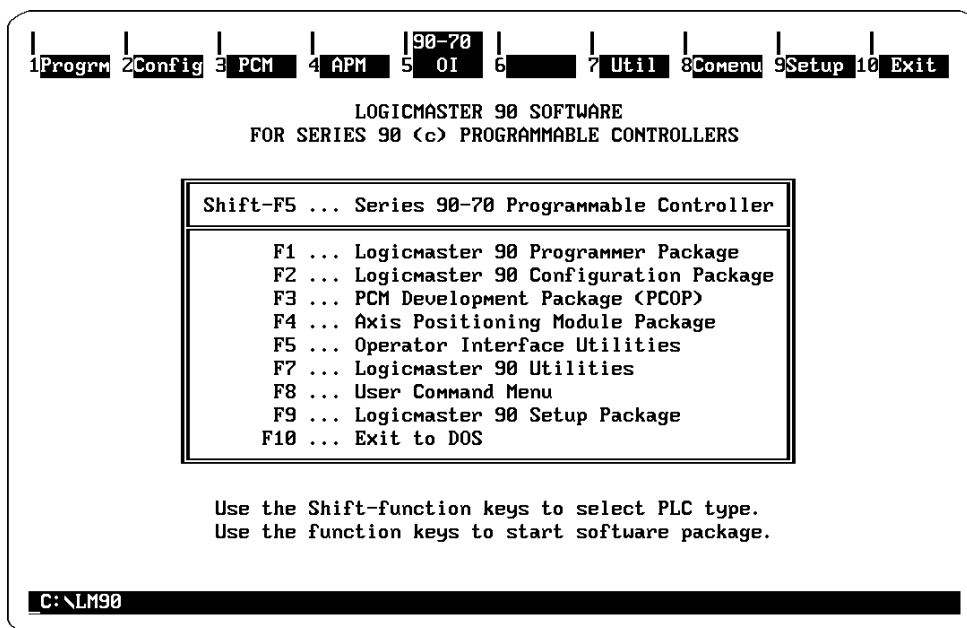 90-70
1Progrm 2Config 3 PCM 4 APM 5 OI 6 7 Util 8Comenu 9Setup 10 Exit
LOGICMASTER 90 SOFTWARE
FOR SERIES 90 (c) PROGRAMMABLE CONTROLLERS
Shift-F5 ... Series 90-70 Programmable Controller
F1 ... Logicmaster 90 Programmer Package
F2 ... Logicmaster 90 Configuration Package
F3 ... PCM Development Package (PCOP)
F4 ... Axis Positioning Module Package
F5 ... Operator Interface Utilities
F7 ... Logicmaster 90 Utilities
F8 ... User Command Menu
F9 ... Logicmaster 90 Setup Package
F10 ... Exit to DOS
Use the Shift-function keys to select PLC type.
Use the function keys to start software package.
C:\LM90